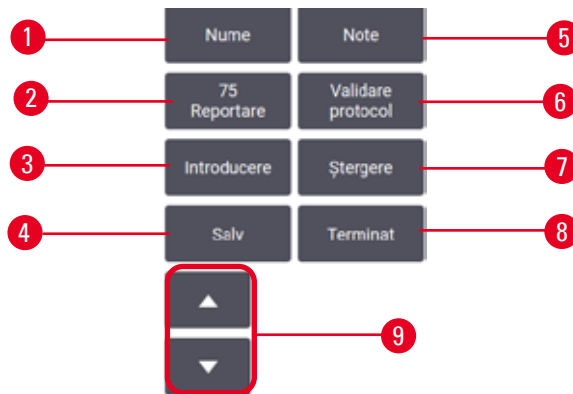 1 Nume Note 5
2 75 Validare 6
Reportare protocol
3 Introducere Ștergere 7
4 Salv Terminat 8
9